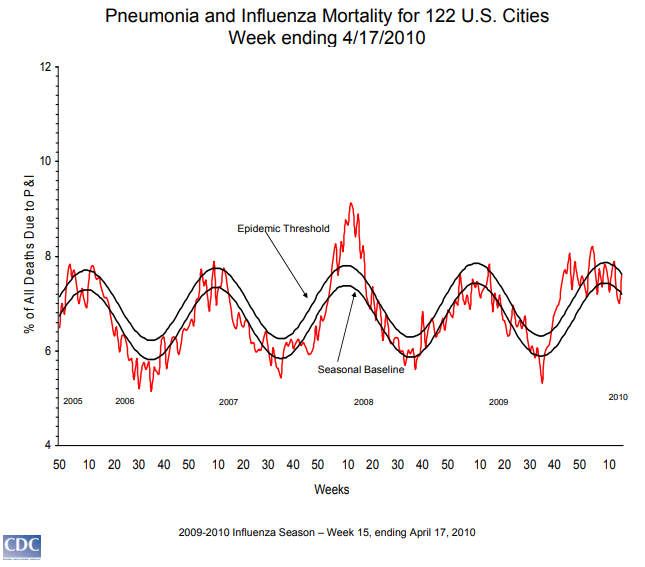 Pneumonia and Influenza Mortality for 122 U.S. Cities
Week ending 4/17/2010
% of All Deaths Due to P&I
12
10
8
6
4
Epidemic Threshold
Seasonal Baseline
2005
2006
2007
2008
2009
2010
50 10 20 30 40 50 10 20 30 40 50 10 20 30 40 50 10 20 30 40 50 10
Weeks
2009-2010 Influenza Season – Week 15, ending April 17, 2010
CDC